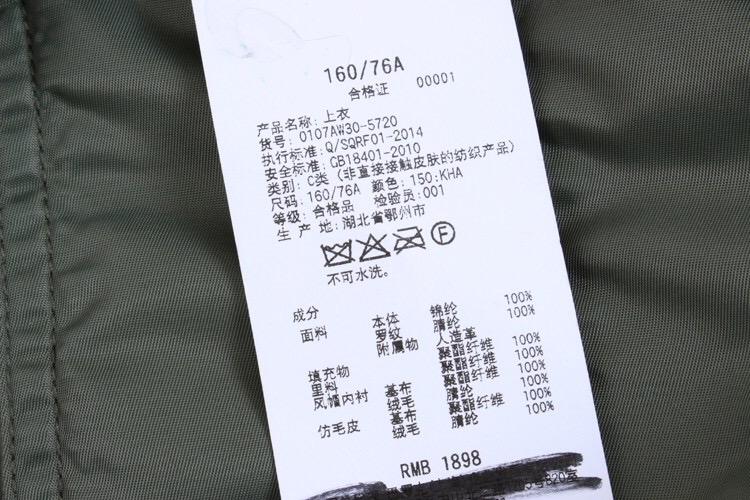 160/76A
合格证 00001
产品名称:上衣
货号:0107AW30-5720
执行标准:Q/SQRF01-2014
安全标准:GB18401-2010
类别:C类(非直接接触皮肤的纺织产品)
尺码:160/76A 颜色:150:KHA
等级:合格品 检验员:001
生产地:湖北省鄂州市
F
不可水洗。
成分
面料 本体 锦纶 100%
罗纹 腈纶 100%
附属物 人造革
填充物 聚酯纤维 100%
里料 聚酯纤维 100%
风帽内衬 基布 聚酯纤维 100%
绒毛 腈纶 100%
仿毛皮 基布 聚酯纤维 100%
绒毛 腈纶 100%
RMB 1898
号820室